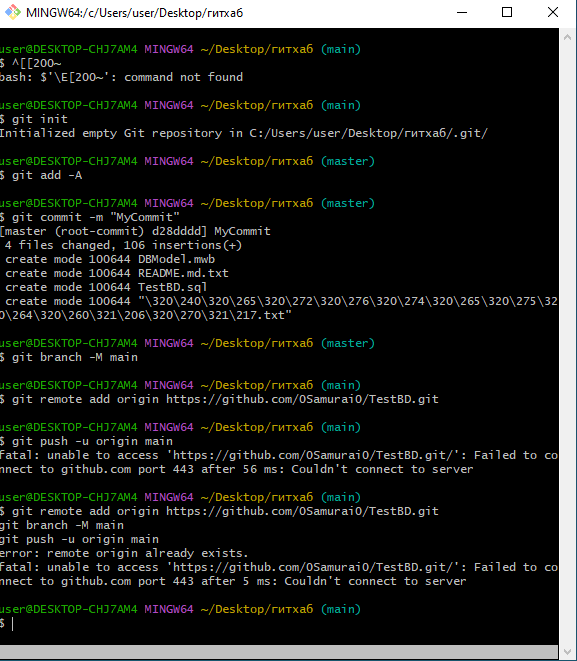 MINGW64:/c/Users/user/Desktop/гитхаб
user@DESKTOP-CHJ7AM4 MINGW64 ~/Desktop/гитхаб (main)
$ ^[[200~
bash: $'\E[200~': command not found
user@DESKTOP-CHJ7AM4 MINGW64 ~/Desktop/гитхаб (main)
$ git init
Initialized empty Git repository in C:/Users/user/Desktop/гитхаб/.git/
user@DESKTOP-CHJ7AM4 MINGW64 ~/Desktop/гитхаб (master)
$ git add -A
user@DESKTOP-CHJ7AM4 MINGW64 ~/Desktop/гитхаб (master)
$ git commit -m "MyCommit"
[master (root-commit) d28dddd] MyCommit
4 files changed, 106 insertions(+)
create mode 100644 DBModel.mwb
create mode 100644 README.md.txt
create mode 100644 TestBD.sql
create mode 100644 "\320\240\320\265\320\272\320\276\320\274\320\265\320\275\32
0\264\320\260\321\206\320\270\321\217.txt"
user@DESKTOP-CHJ7AM4 MINGW64 ~/Desktop/гитхаб (master)
$ git branch -M main
user@DESKTOP-CHJ7AM4 MINGW64 ~/Desktop/гитхаб (main)
$ git remote add origin https://github.com/0Samurai0/TestBD.git
user@DESKTOP-CHJ7AM4 MINGW64 ~/Desktop/гитхаб (main)
$ git push -u origin main
fatal: unable to access 'https://github.com/0Samurai0/TestBD.git/': Failed to co
nnect to github.com port 443 after 56 ms: Couldn't connect to server
user@DESKTOP-CHJ7AM4 MINGW64 ~/Desktop/гитхаб (main)
$ git remote add origin https://github.com/0Samurai0/TestBD.git
git branch -M main
git push -u origin main
error: remote origin already exists.
fatal: unable to access 'https://github.com/0Samurai0/TestBD.git/': Failed to co
nnect to github.com port 443 after 5 ms: Couldn't connect to server
user@DESKTOP-CHJ7AM4 MINGW64 ~/Desktop/гитхаб (main)
$